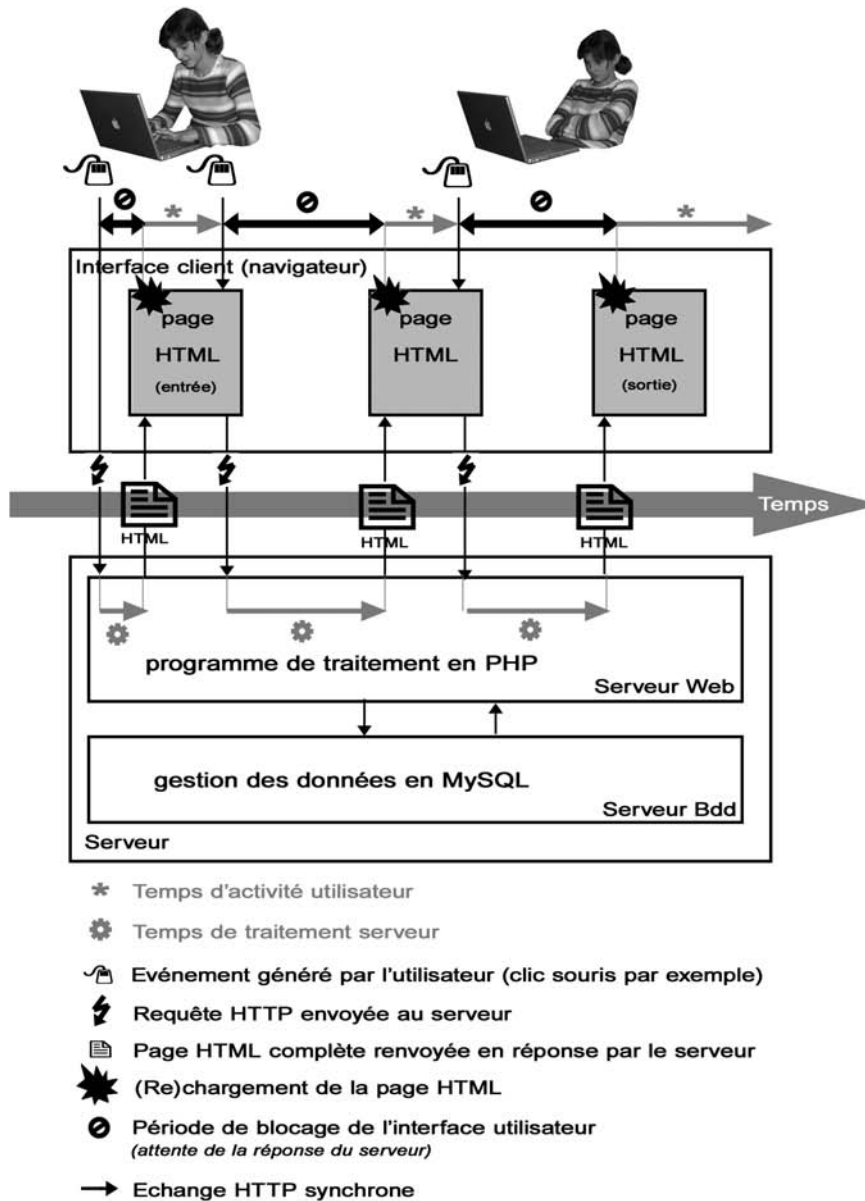 Interface client (navigateur)
page
HTML
(entrée)
page
HTML
page
HTML
(sortie)
Temps
HTML
HTML
HTML
programme de traitement en PHP
Serveur Web
gestion des données en MySQL
Serveur Bdd
Serveur
Temps d'activité utilisateur
Temps de traitement serveur
Evénement généré par l'utilisateur (clic souris par exemple)
Requête HTTP envoyée au serveur
Page HTML complète renvoyée en réponse par le serveur
(Re)chargement de la page HTML
Période de blocage de l'interface utilisateur
(attente de la réponse du serveur)
Echange HTTP synchrone